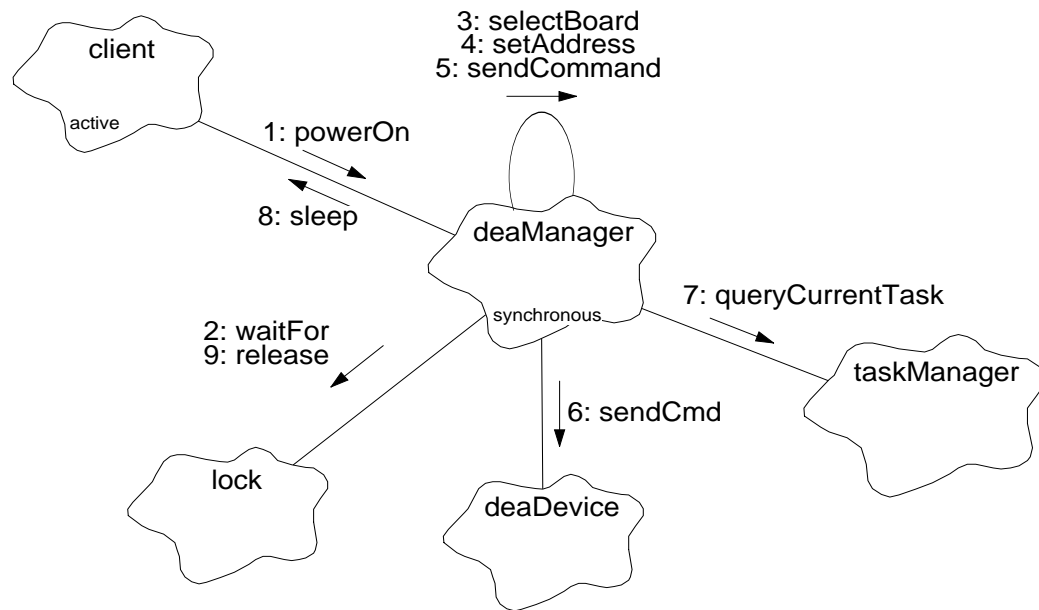 client
active
3: selectBoard
4: setAddress
5: sendCommand
1: powerOn
8: sleep
deaManager
synchronous
7: queryCurrentTask
2: waitFor
9: release
taskManager
6: sendCmd
lock
deaDevice